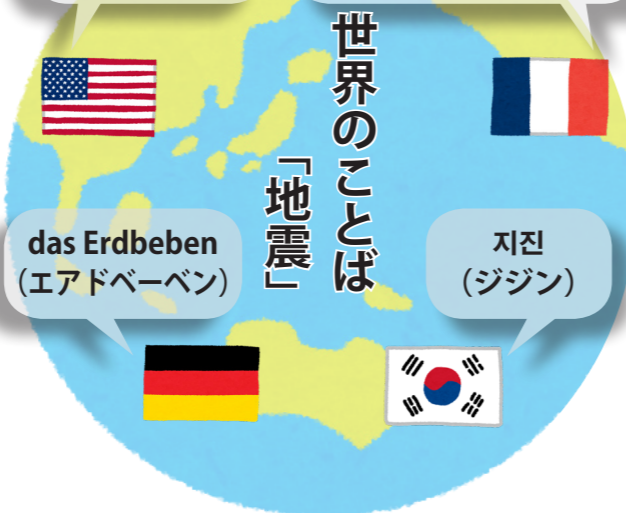 世界のことば
「地震」
das Erdbeben
(エアドベーベン)
지진
(ジジン)